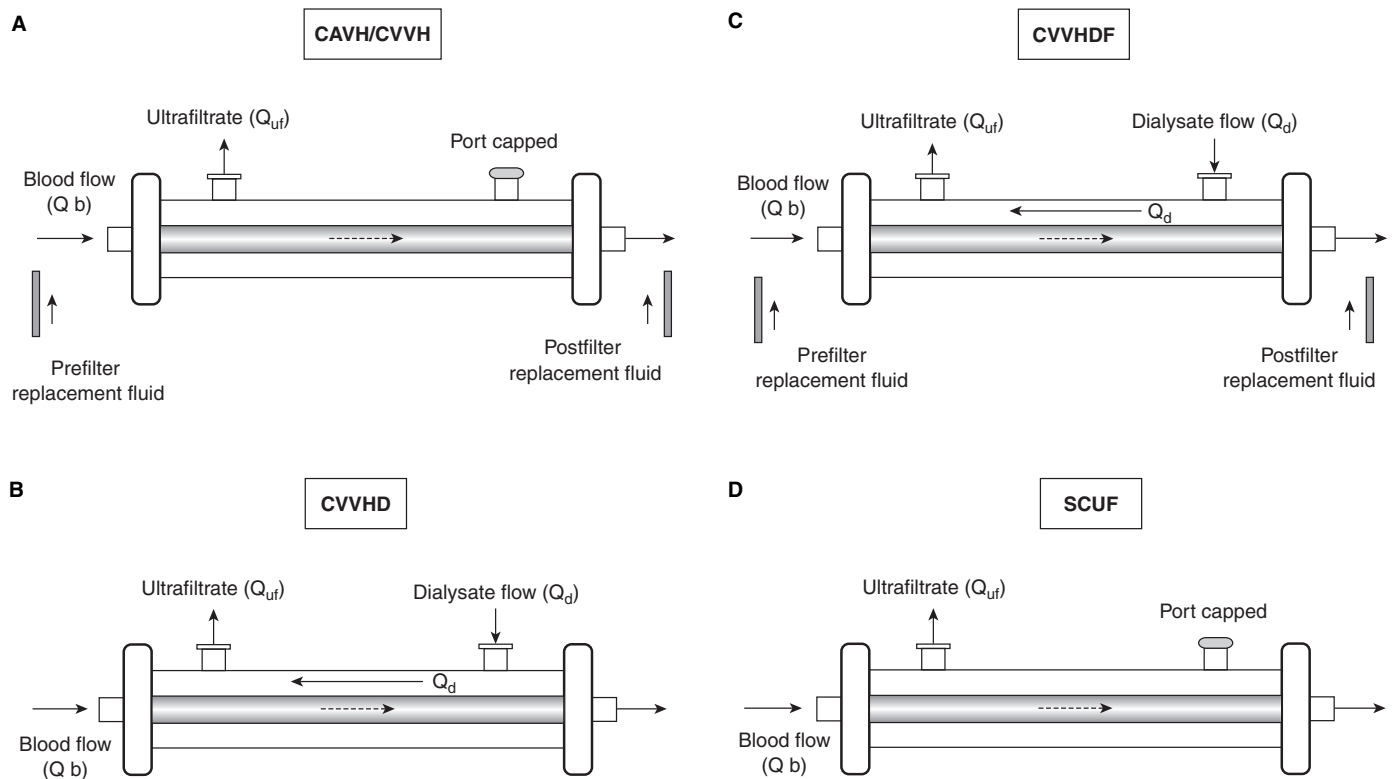 A
CAVH/CVVH
Ultrafiltrate (Quf)
Port capped
Blood flow
(Q b)
Prefilter
replacement fluid
Postfilter
replacement fluid
C
CVVHDF
Ultrafiltrate (Quf)
Dialysate flow (Qd)
Blood flow
(Q b)
Qd
Prefilter
replacement fluid
Postfilter
replacement fluid
B
CVVHD
Ultrafiltrate (Quf)
Dialysate flow (Qd)
Qd
Blood flow
(Q b)
D
SCUF
Ultrafiltrate (Quf)
Port capped
Blood flow
(Q b)